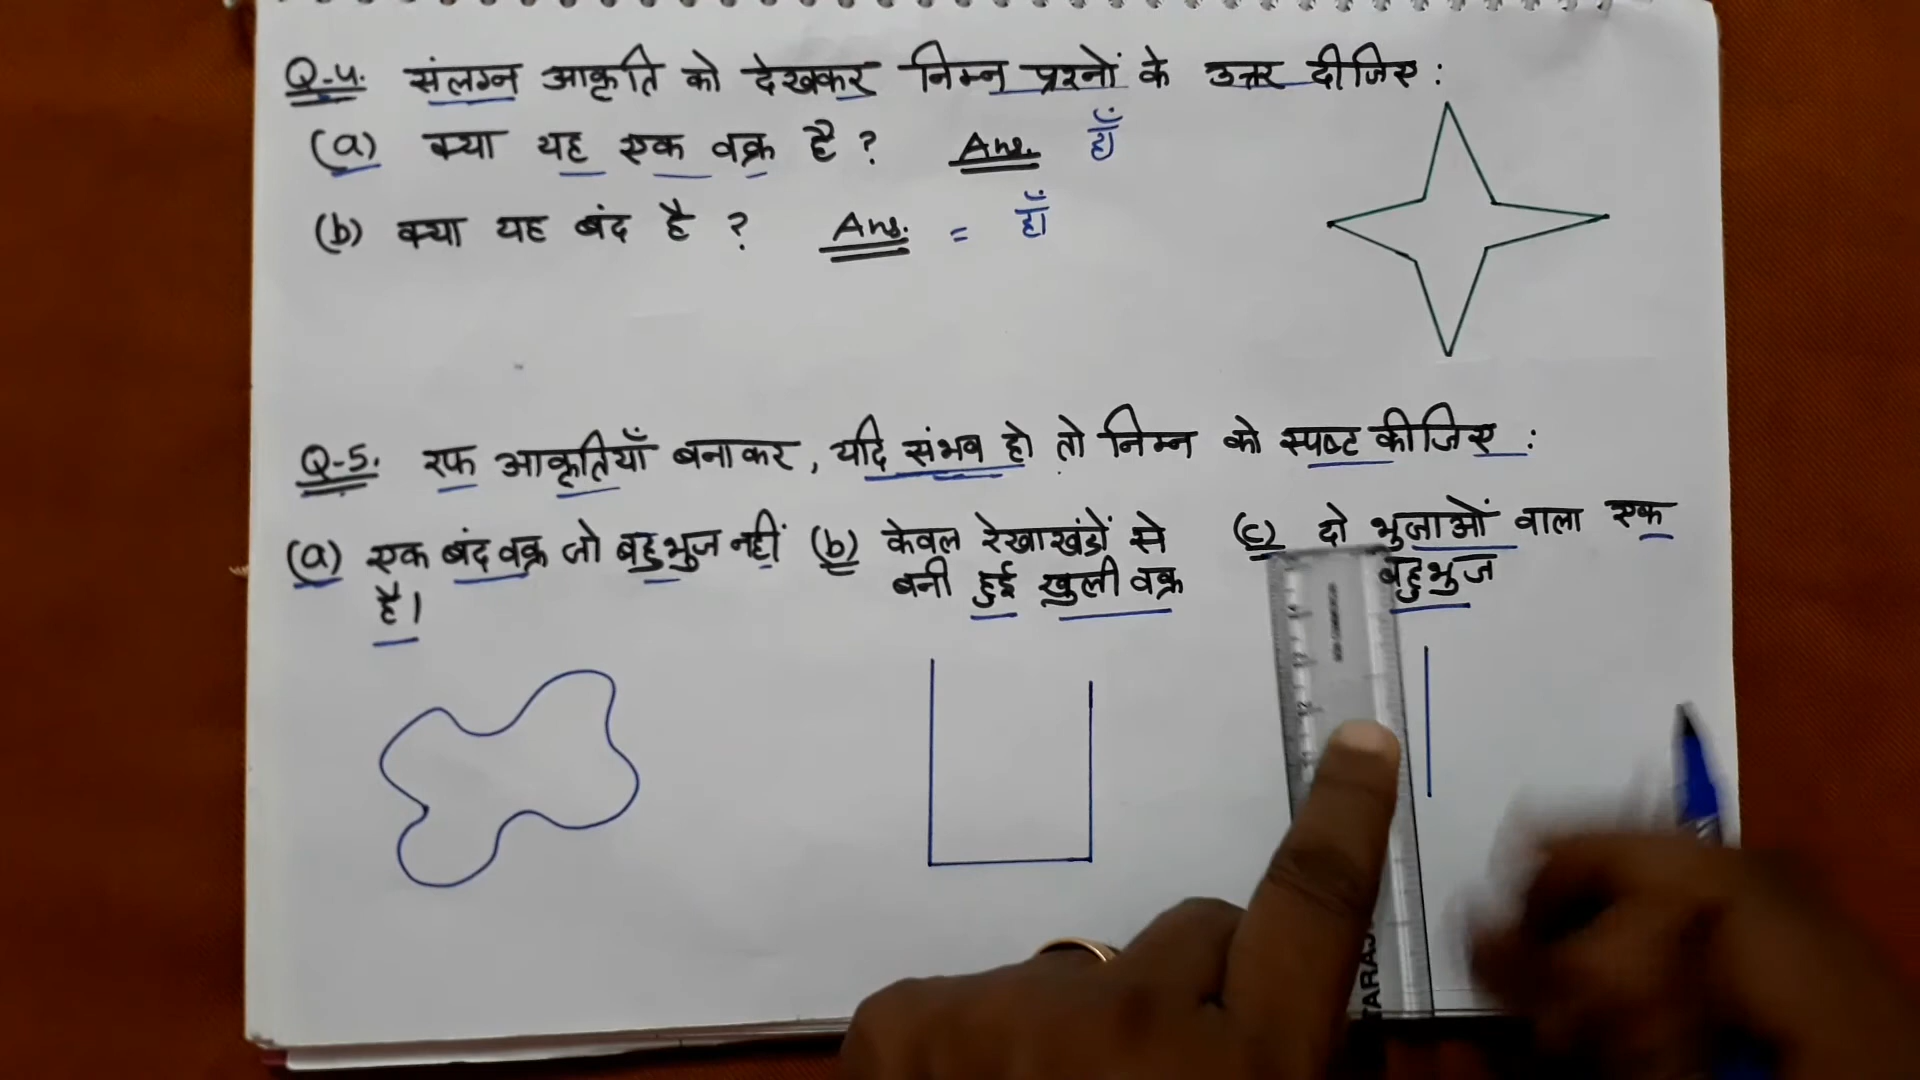 Q-4. संलग्न आकृति को देखकर निम्न प्रश्नों के उत्तर दीजिए :
(a) क्या यह एक वक्र है ? Ans. हाँ
(b) क्या यह बंद है ? Ans. = हाँ
Q-5. रफ आकृतियाँ बनाकर , यदि संभव हो तो निम्न को स्पष्ट कीजिए :
(a) एक बंद वक्र जो बहुभुज नहीं
है।
(b) केवल रेखाखंडों से
बनी हुई खुली वक्र
(c) दो भुजाओं वाला एक
बहुभुज